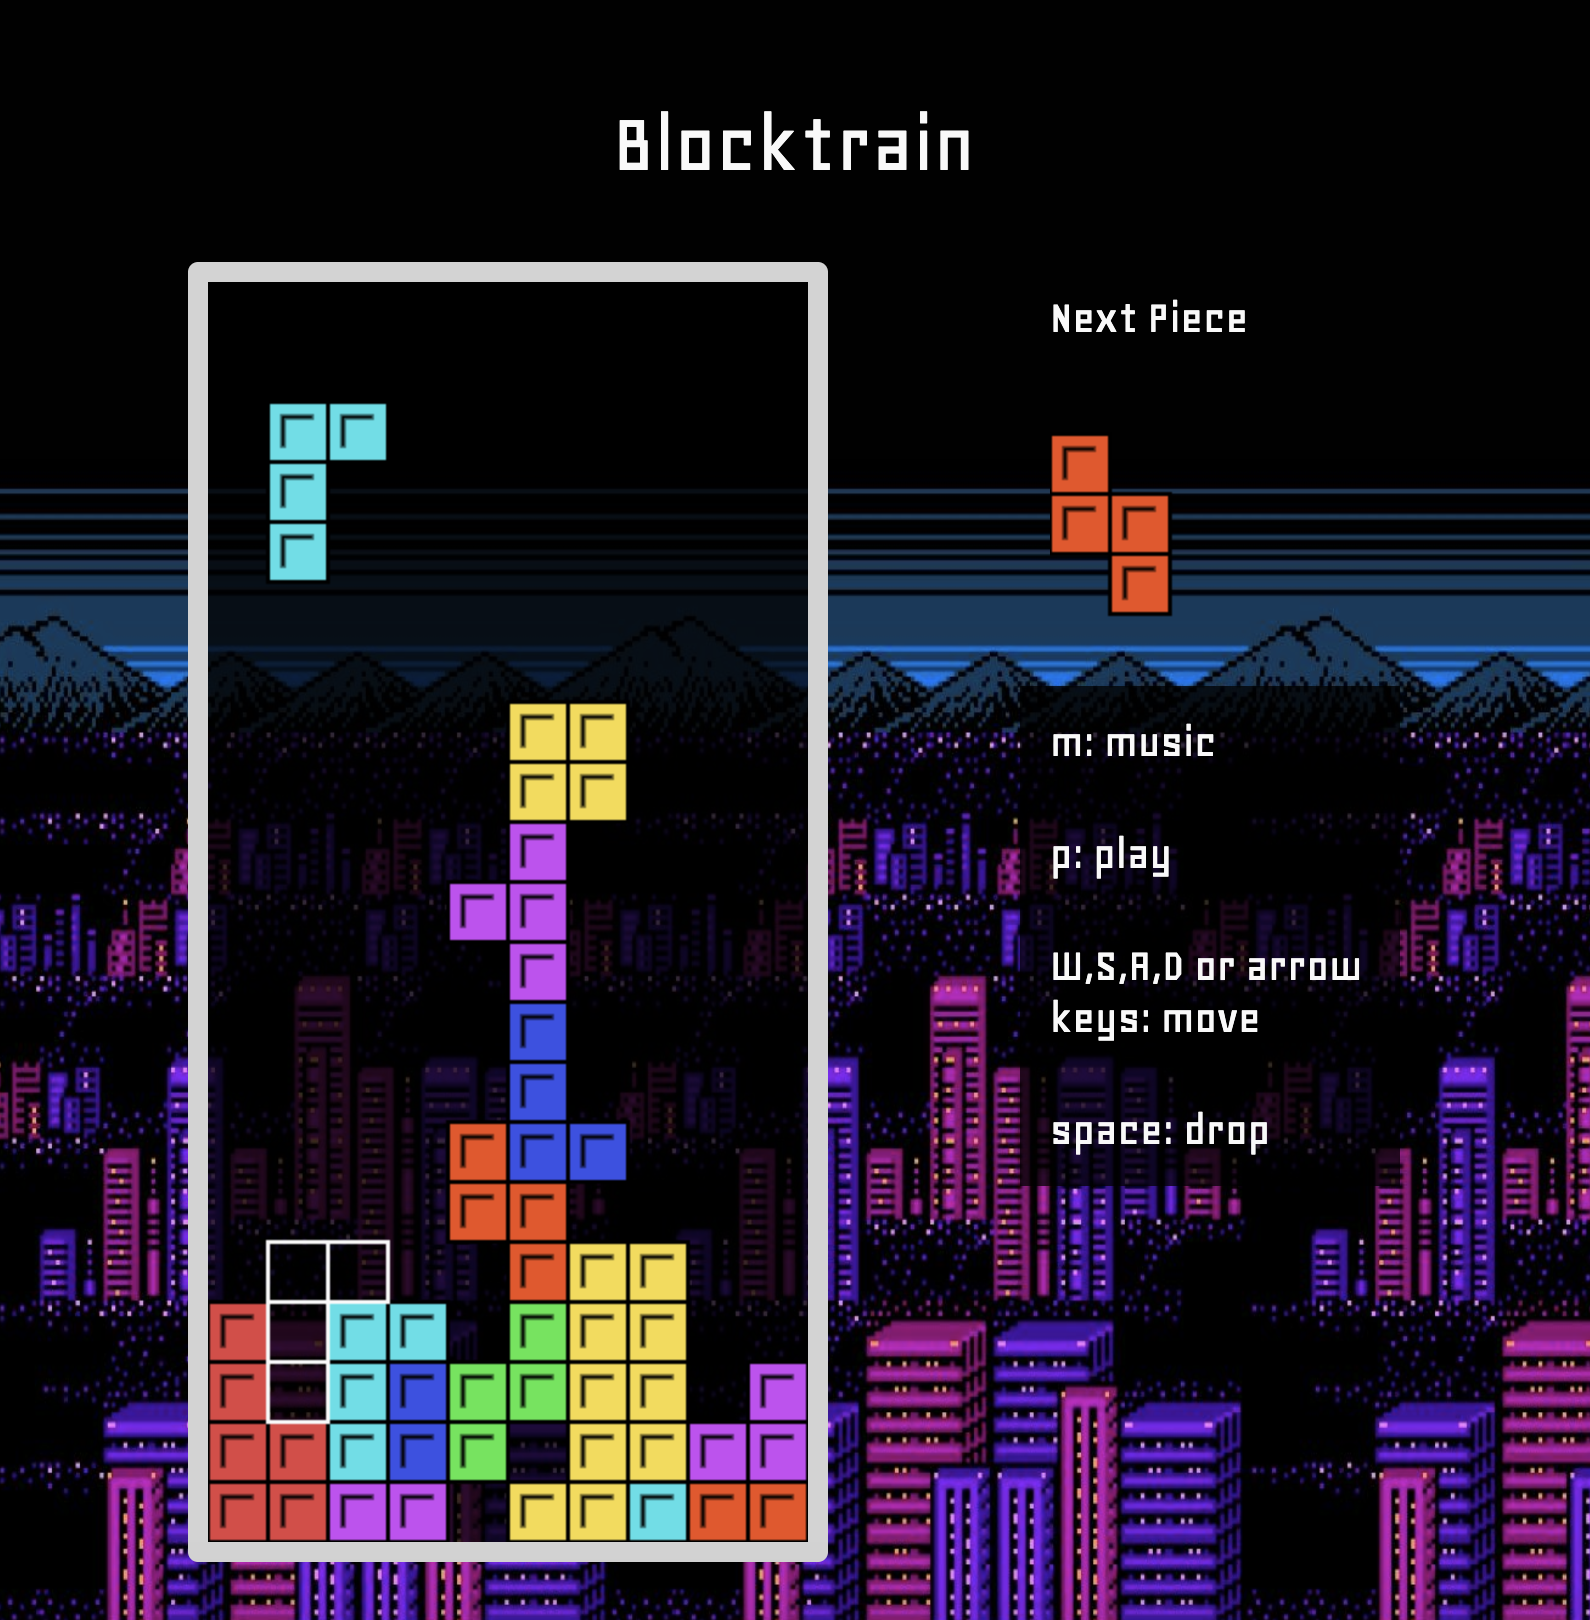 Blocktrain
Next Piece
m: music
p: play
W,S,A,D or arrow
keys: move
space: drop